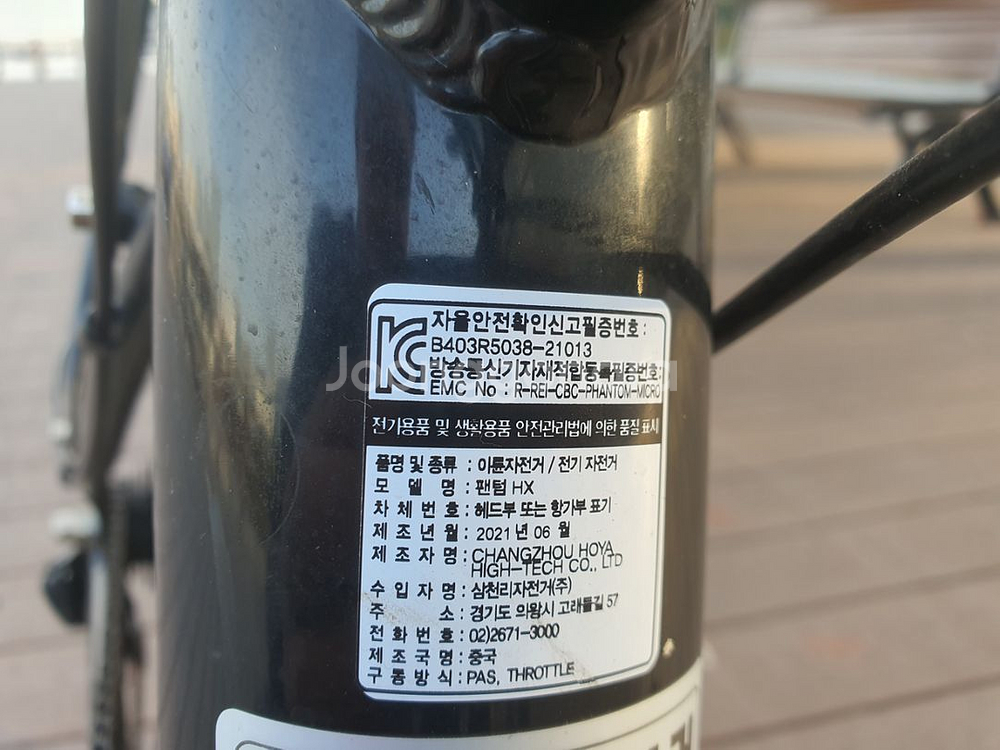 자율안전확인신고필증번호 :
B403R5038-21013
방송통신기자재적합등록필증번호:
EMC No : R-REI-CBC-PHANTOM-MICRO
전기용품 및 생활용품 안전관리법에 의한 품질 표시
품명 및 종류 : 이륜자전거 / 전기 자전거
모 델 명 : 팬텀 HX
차 체 번 호 : 헤드부 또는 행가부 표기
제 조 년 월 : 2021 년 06 월
제 조 자 명 : CHANGZHOU HOYA
HIGH-TECH CO., LTD
수 입 자 명 : 삼천리자전거(주)
주 소 : 경기도 의왕시 고래들길 57
전 화 번 호 : 02)2671-3000
제 조 국 명 : 중국
구 동 방 식 : PAS, THROTTLE